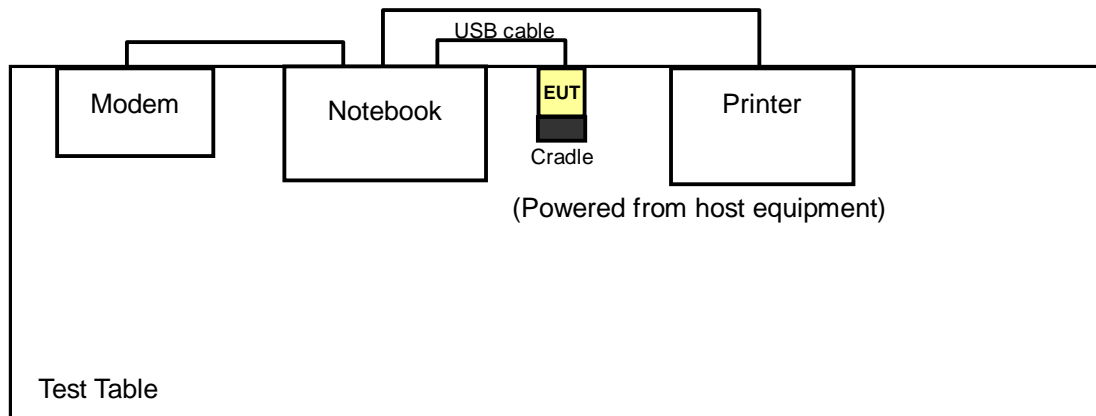 USB cable
Modem
Notebook
EUT
Printer
Cradle
(Powered from host equipment)
Test Table